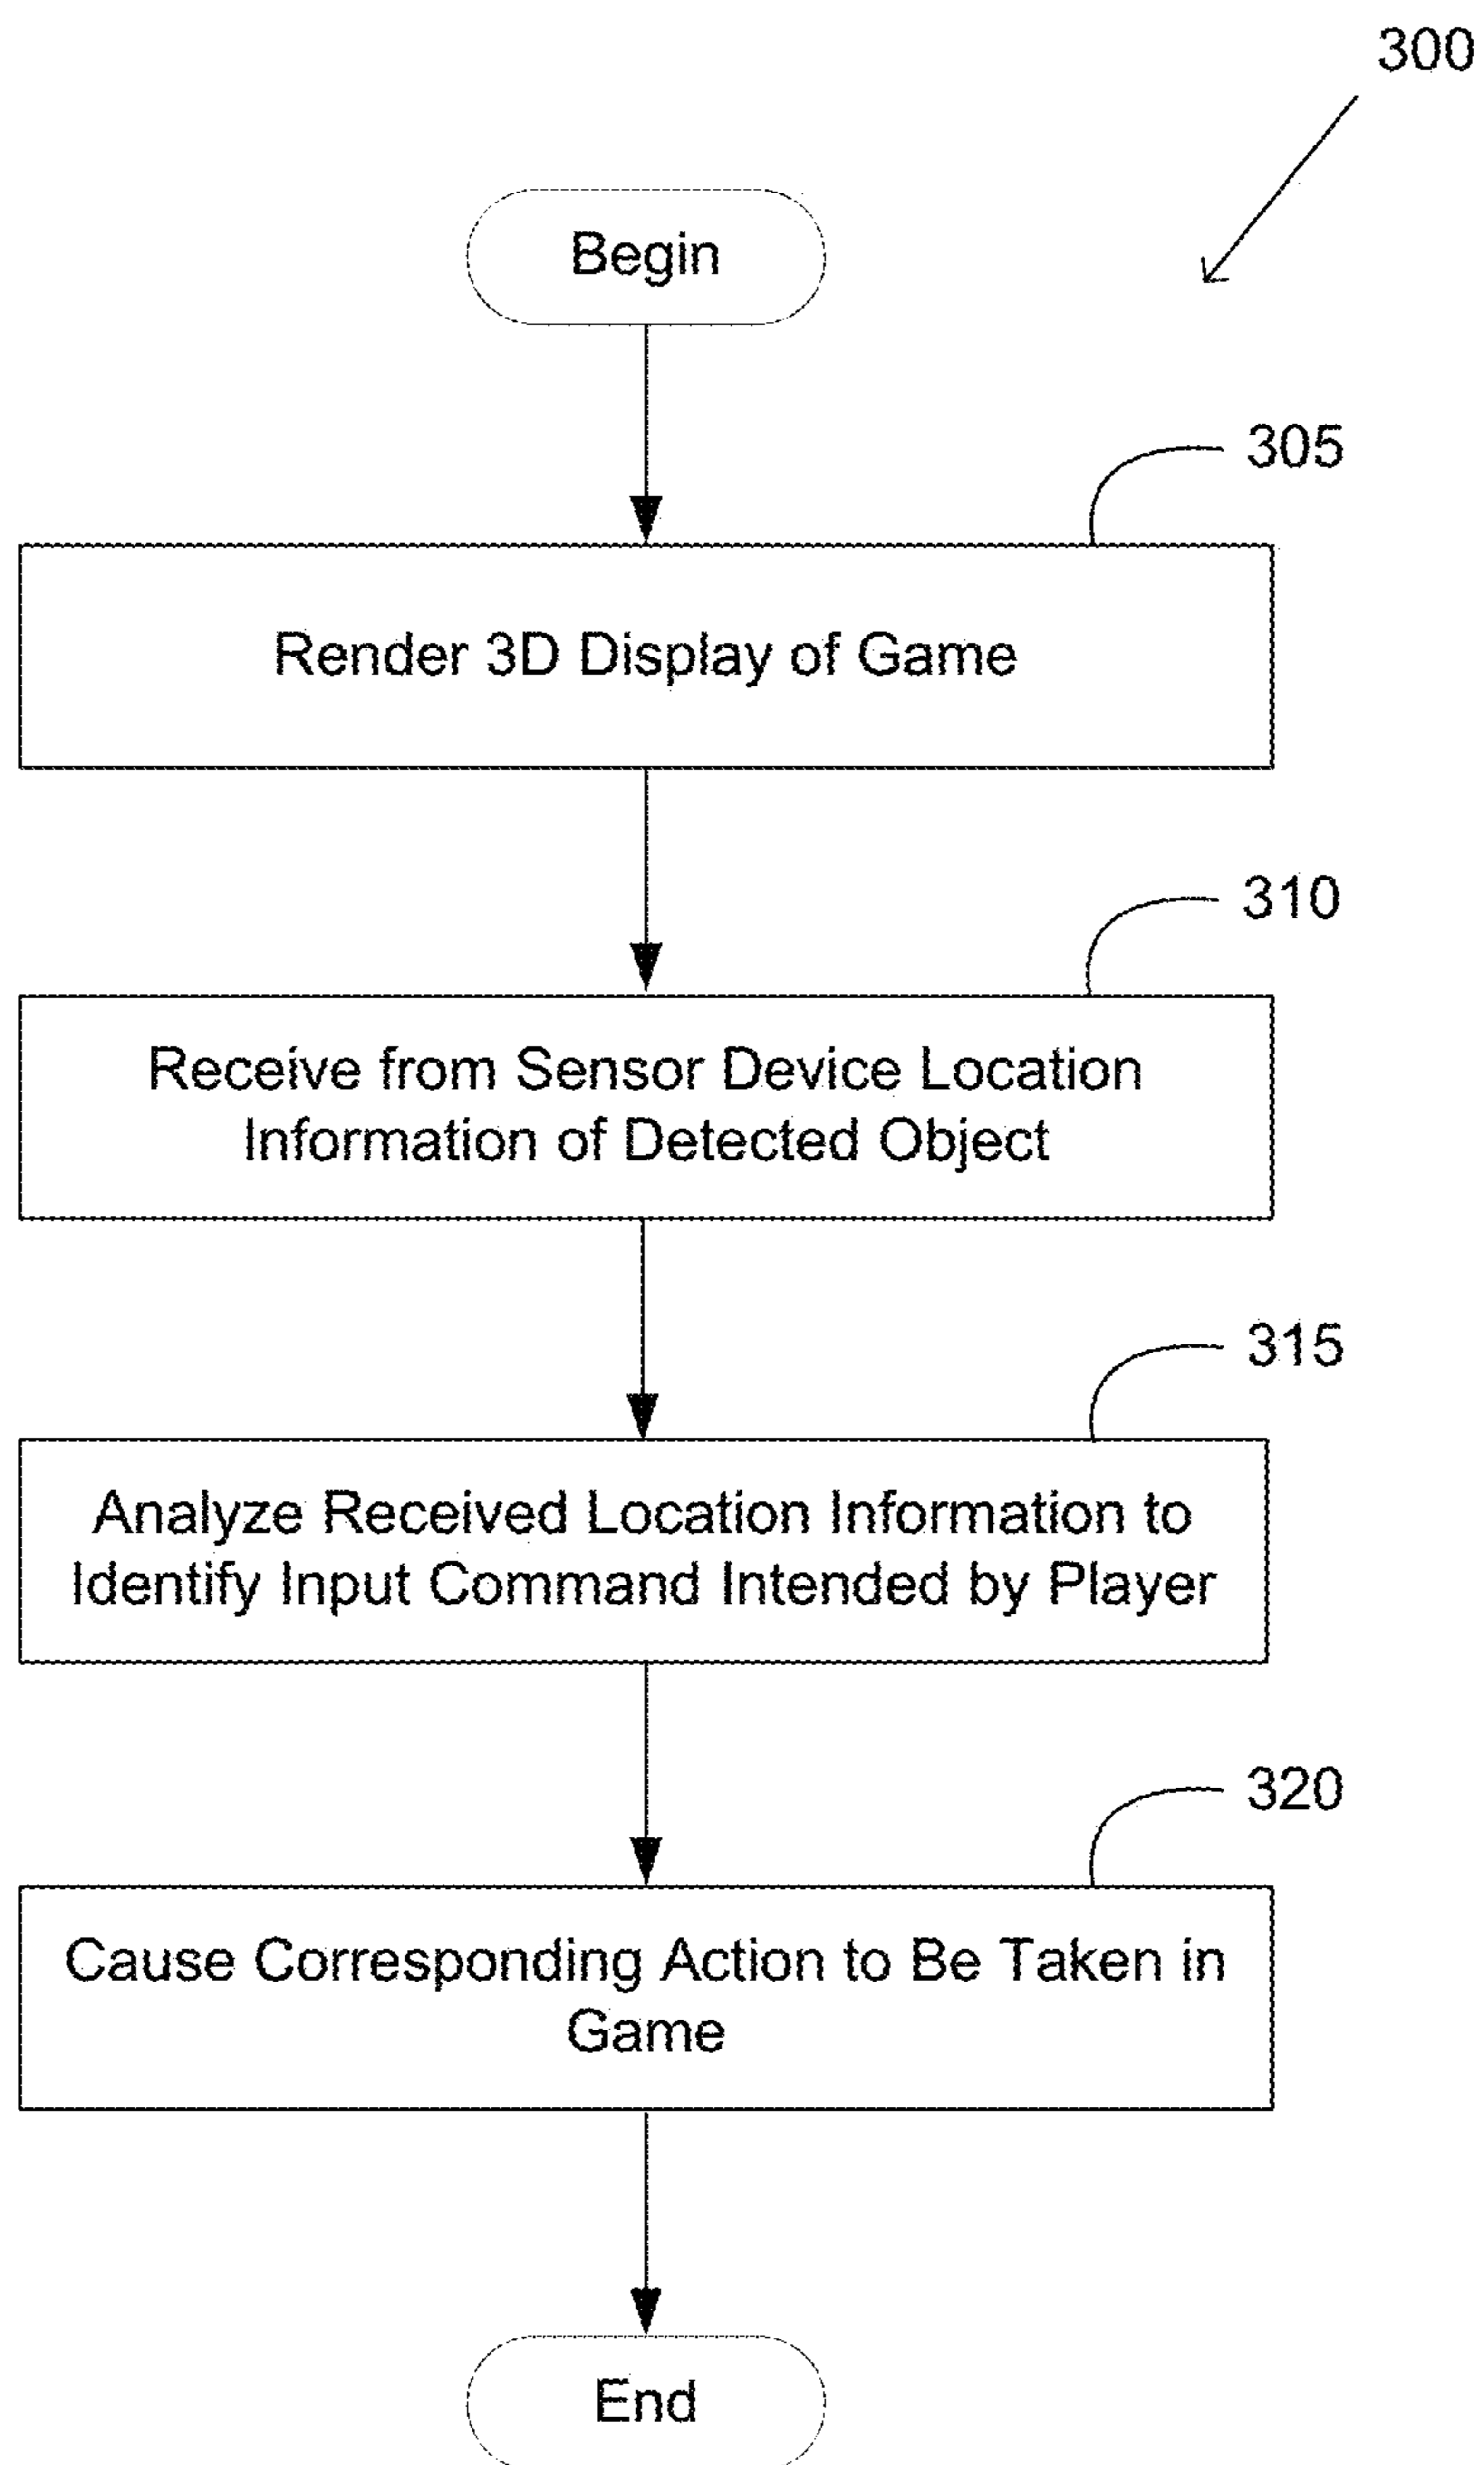 300
Begin
305
Render 3D Display of Game
310
Receive from Sensor Device Location
Information of Detected Object
315
Analyze Received Location Information to
Identify Input Command Intended by Player
320
Cause Corresponding Action to Be Taken in
Game
End